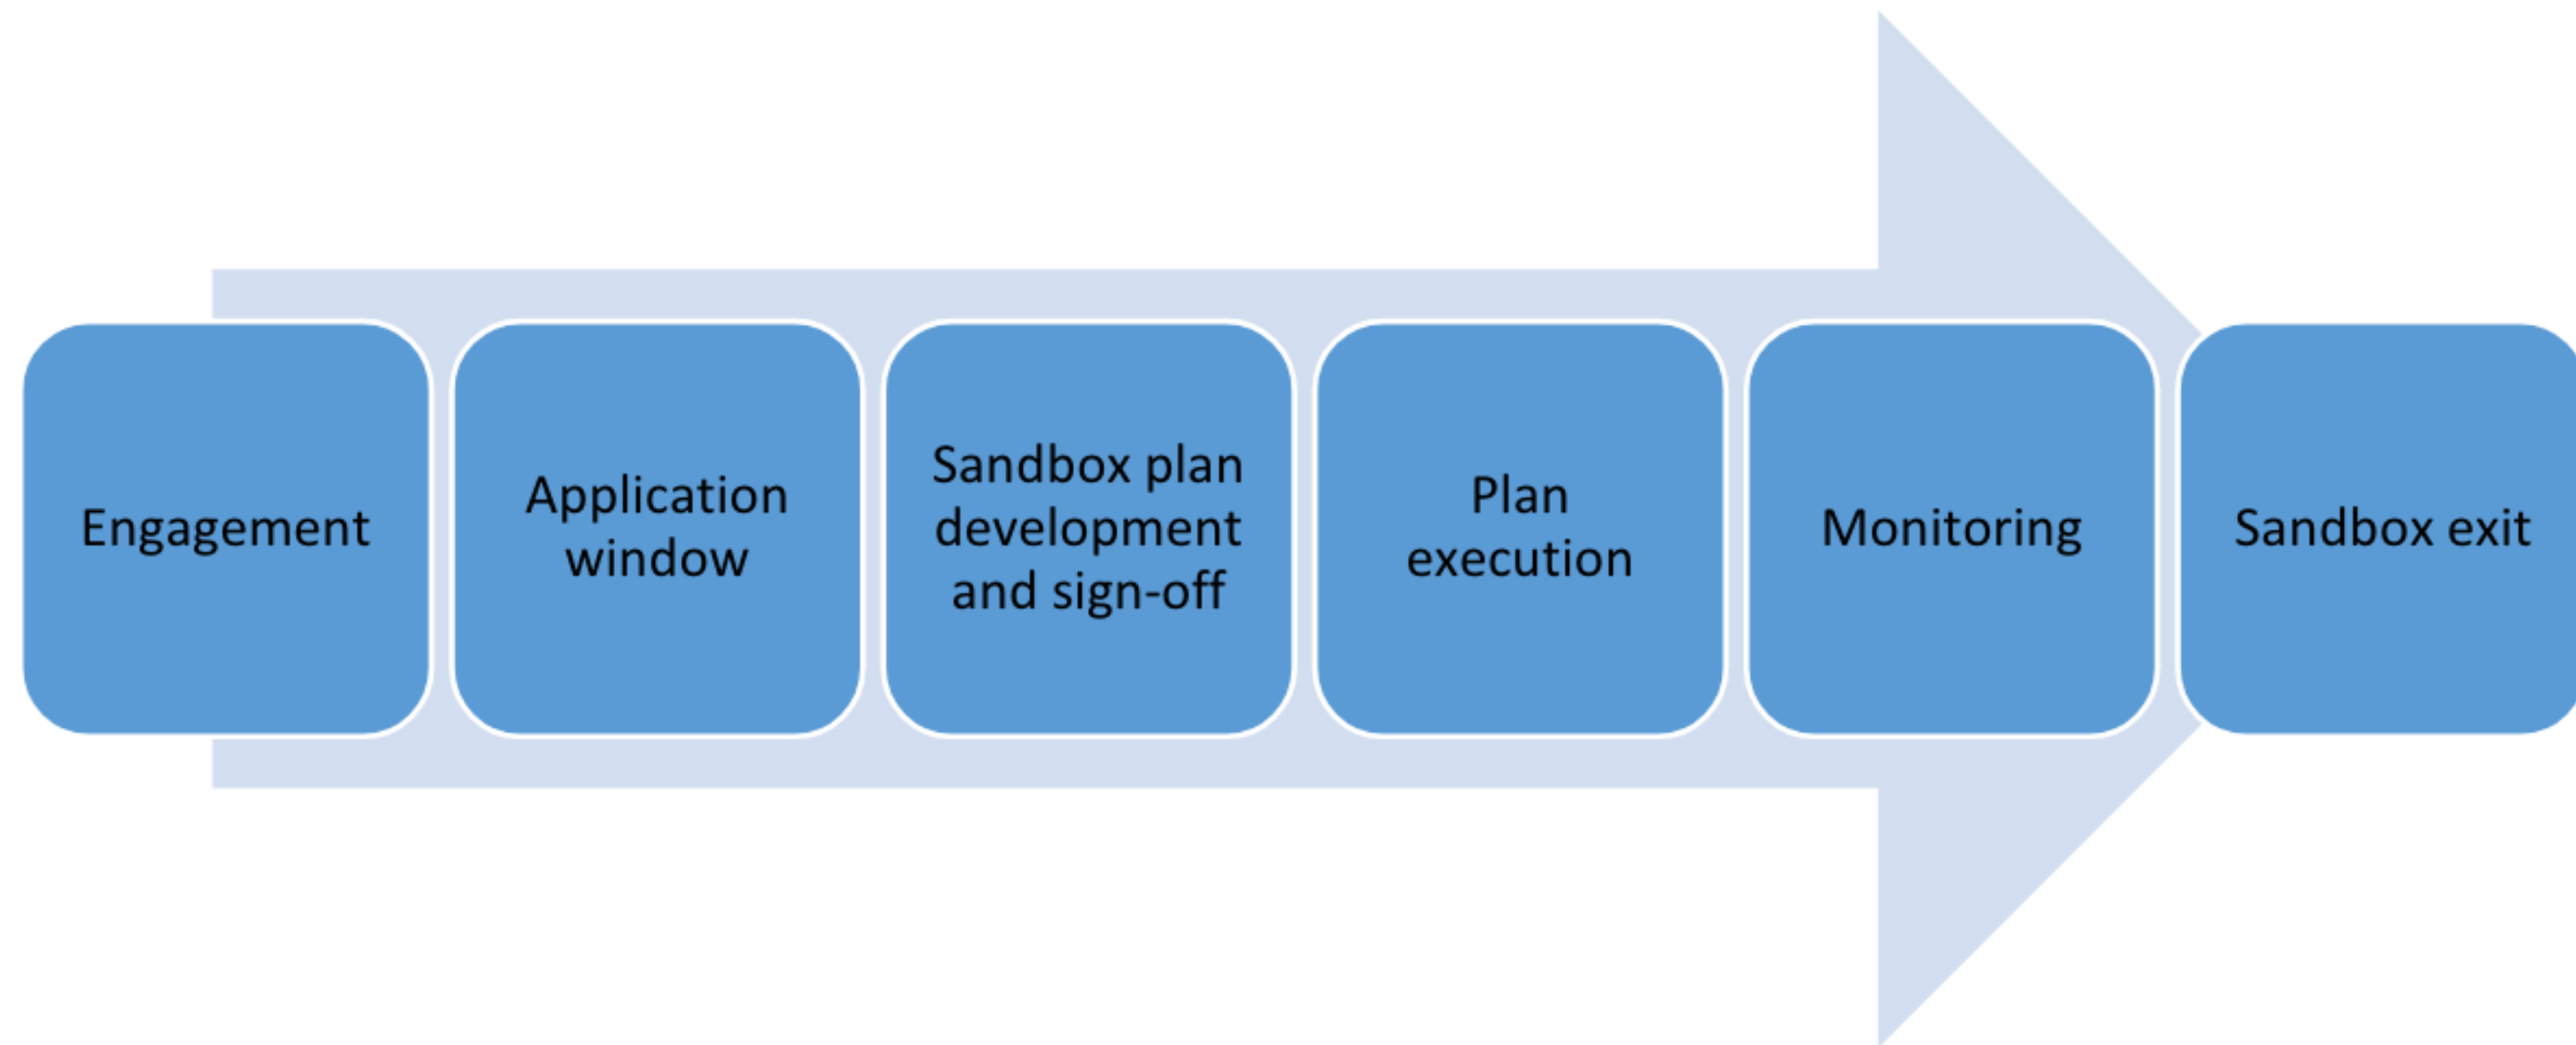 Engagement
Application
window
Sandbox plan
development
and sign-off
Plan
execution
Monitoring
Sandbox exit